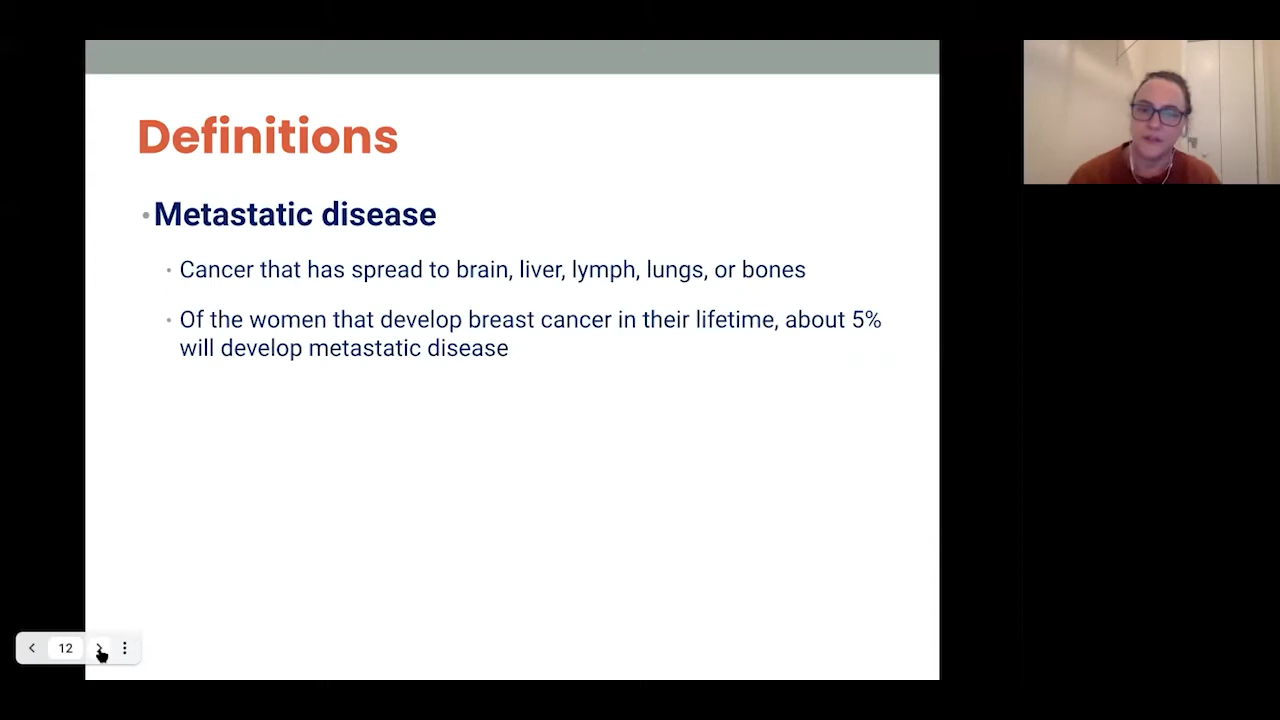 Definitions
Metastatic disease
Cancer that has spread to brain, liver, lymph, lungs, or bones
Of the women that develop breast cancer in their lifetime, about 5%
will develop metastatic disease
12